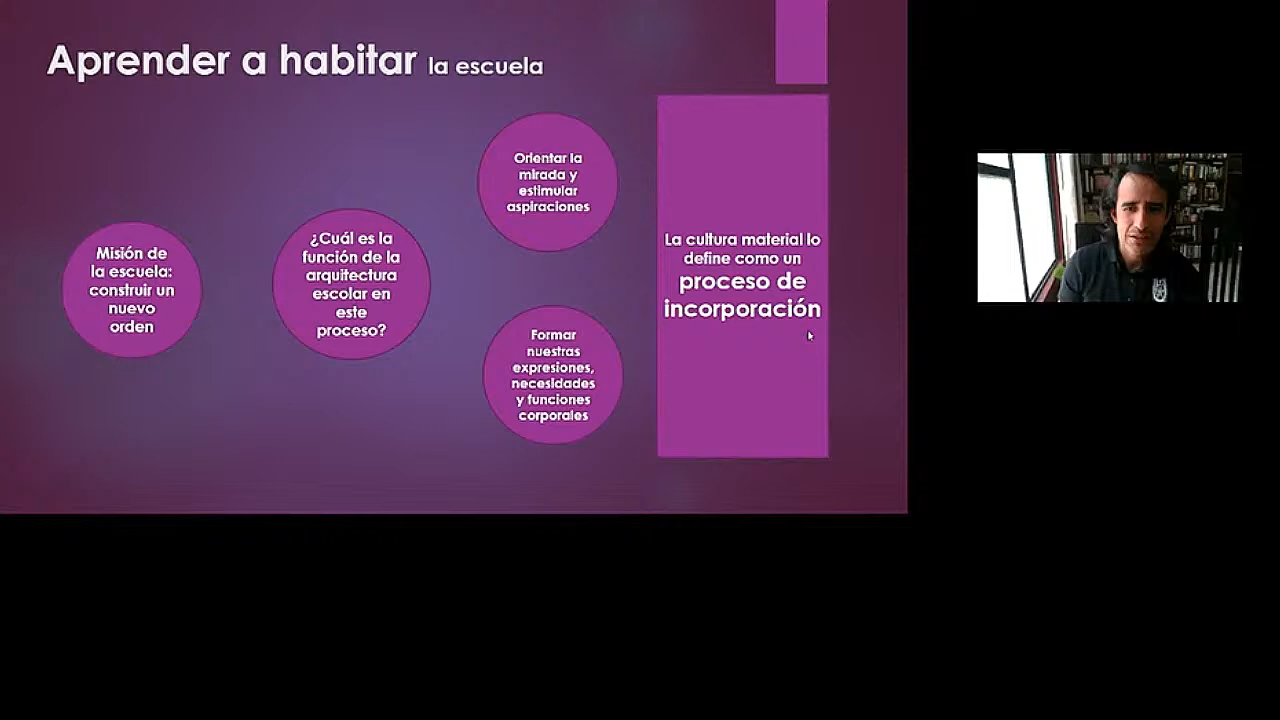 Aprender a habitar la escuela
Misión de
la escuela:
construir un
nuevo
orden
¿Cuál es la
función de la
arquitectura
escolar en
este
proceso?
Orientar la
mirada y
estimular
aspiraciones
Formar
nuestras
expresiones,
necesidades
y funciones
corporales
La cultura material lo
define como un
proceso de
incorporación